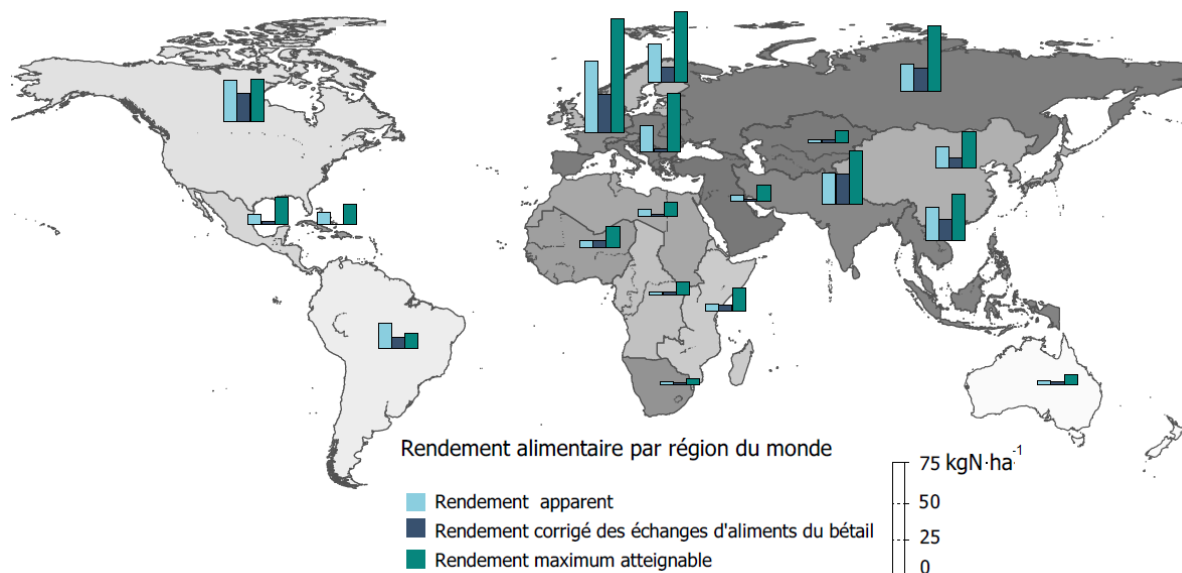 Rendement alimentaire par région du monde
Rendement apparent
Rendement corrigé des échanges d'aliments du bétail
Rendement maximum atteignable
75 kgN·ha-1
50
25
0